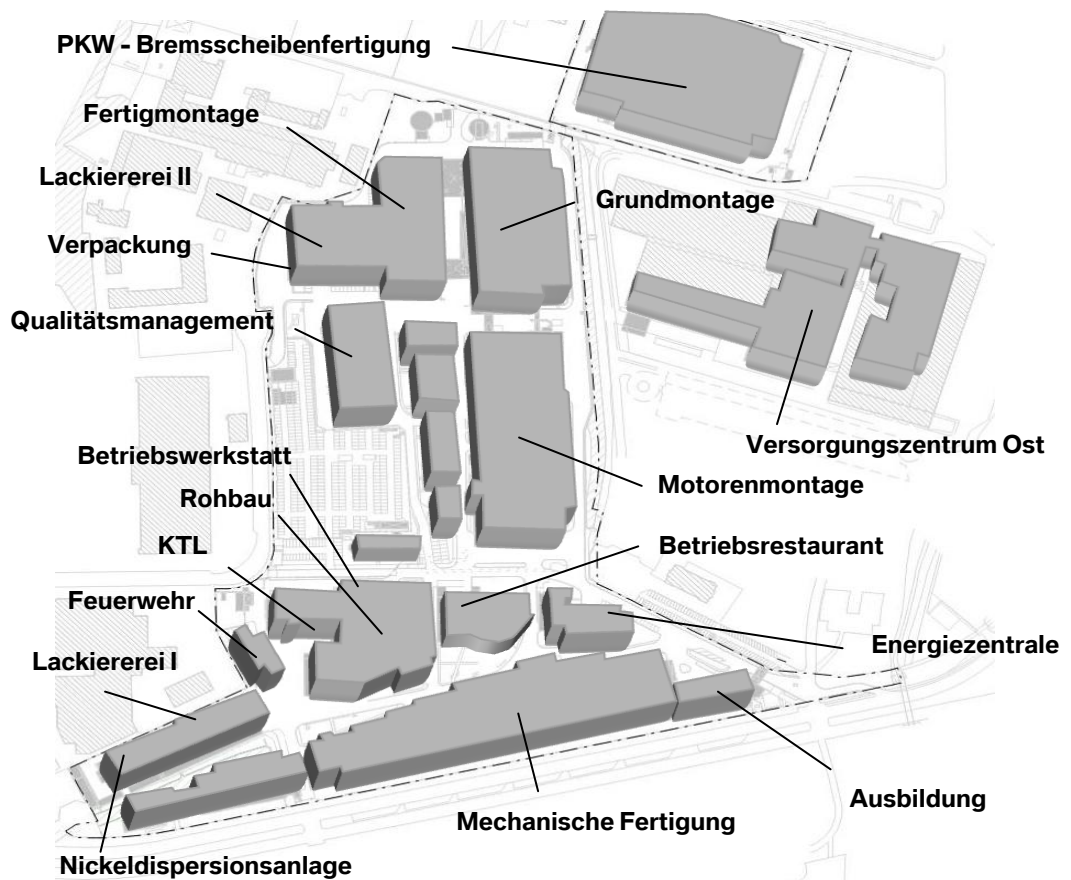 PKW - Bremsscheibenfertigung
Fertigmontage
Lackiererei II
Grundmontage
Verpackung
Qualitätsmanagement
Versorgungszentrum Ost
Betriebswerkstatt
Motorenmontage
Rohbau
KTL
Betriebsrestaurant
Feuerwehr
Energiezentrale
Lackiererei I
Ausbildung
Mechanische Fertigung
Nickeldispersionsanlage